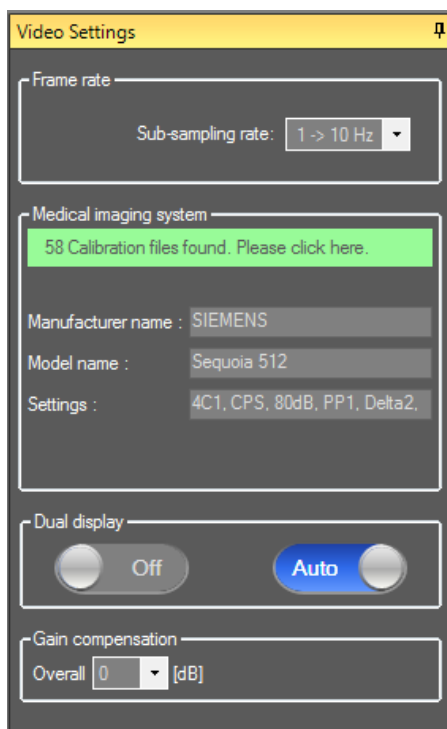 Video Settings
Frame rate
Sub-sampling rate: 1 -> 10 Hz
Medical imaging system
58 Calibration files found. Please click here.
Manufacturer name : SIEMENS
Model name : Sequoia 512
Settings : 4C1, CPS, 80dB, PP1, Delta2,
Dual display
Off Auto
Gain compensation
Overall 0 [dB]